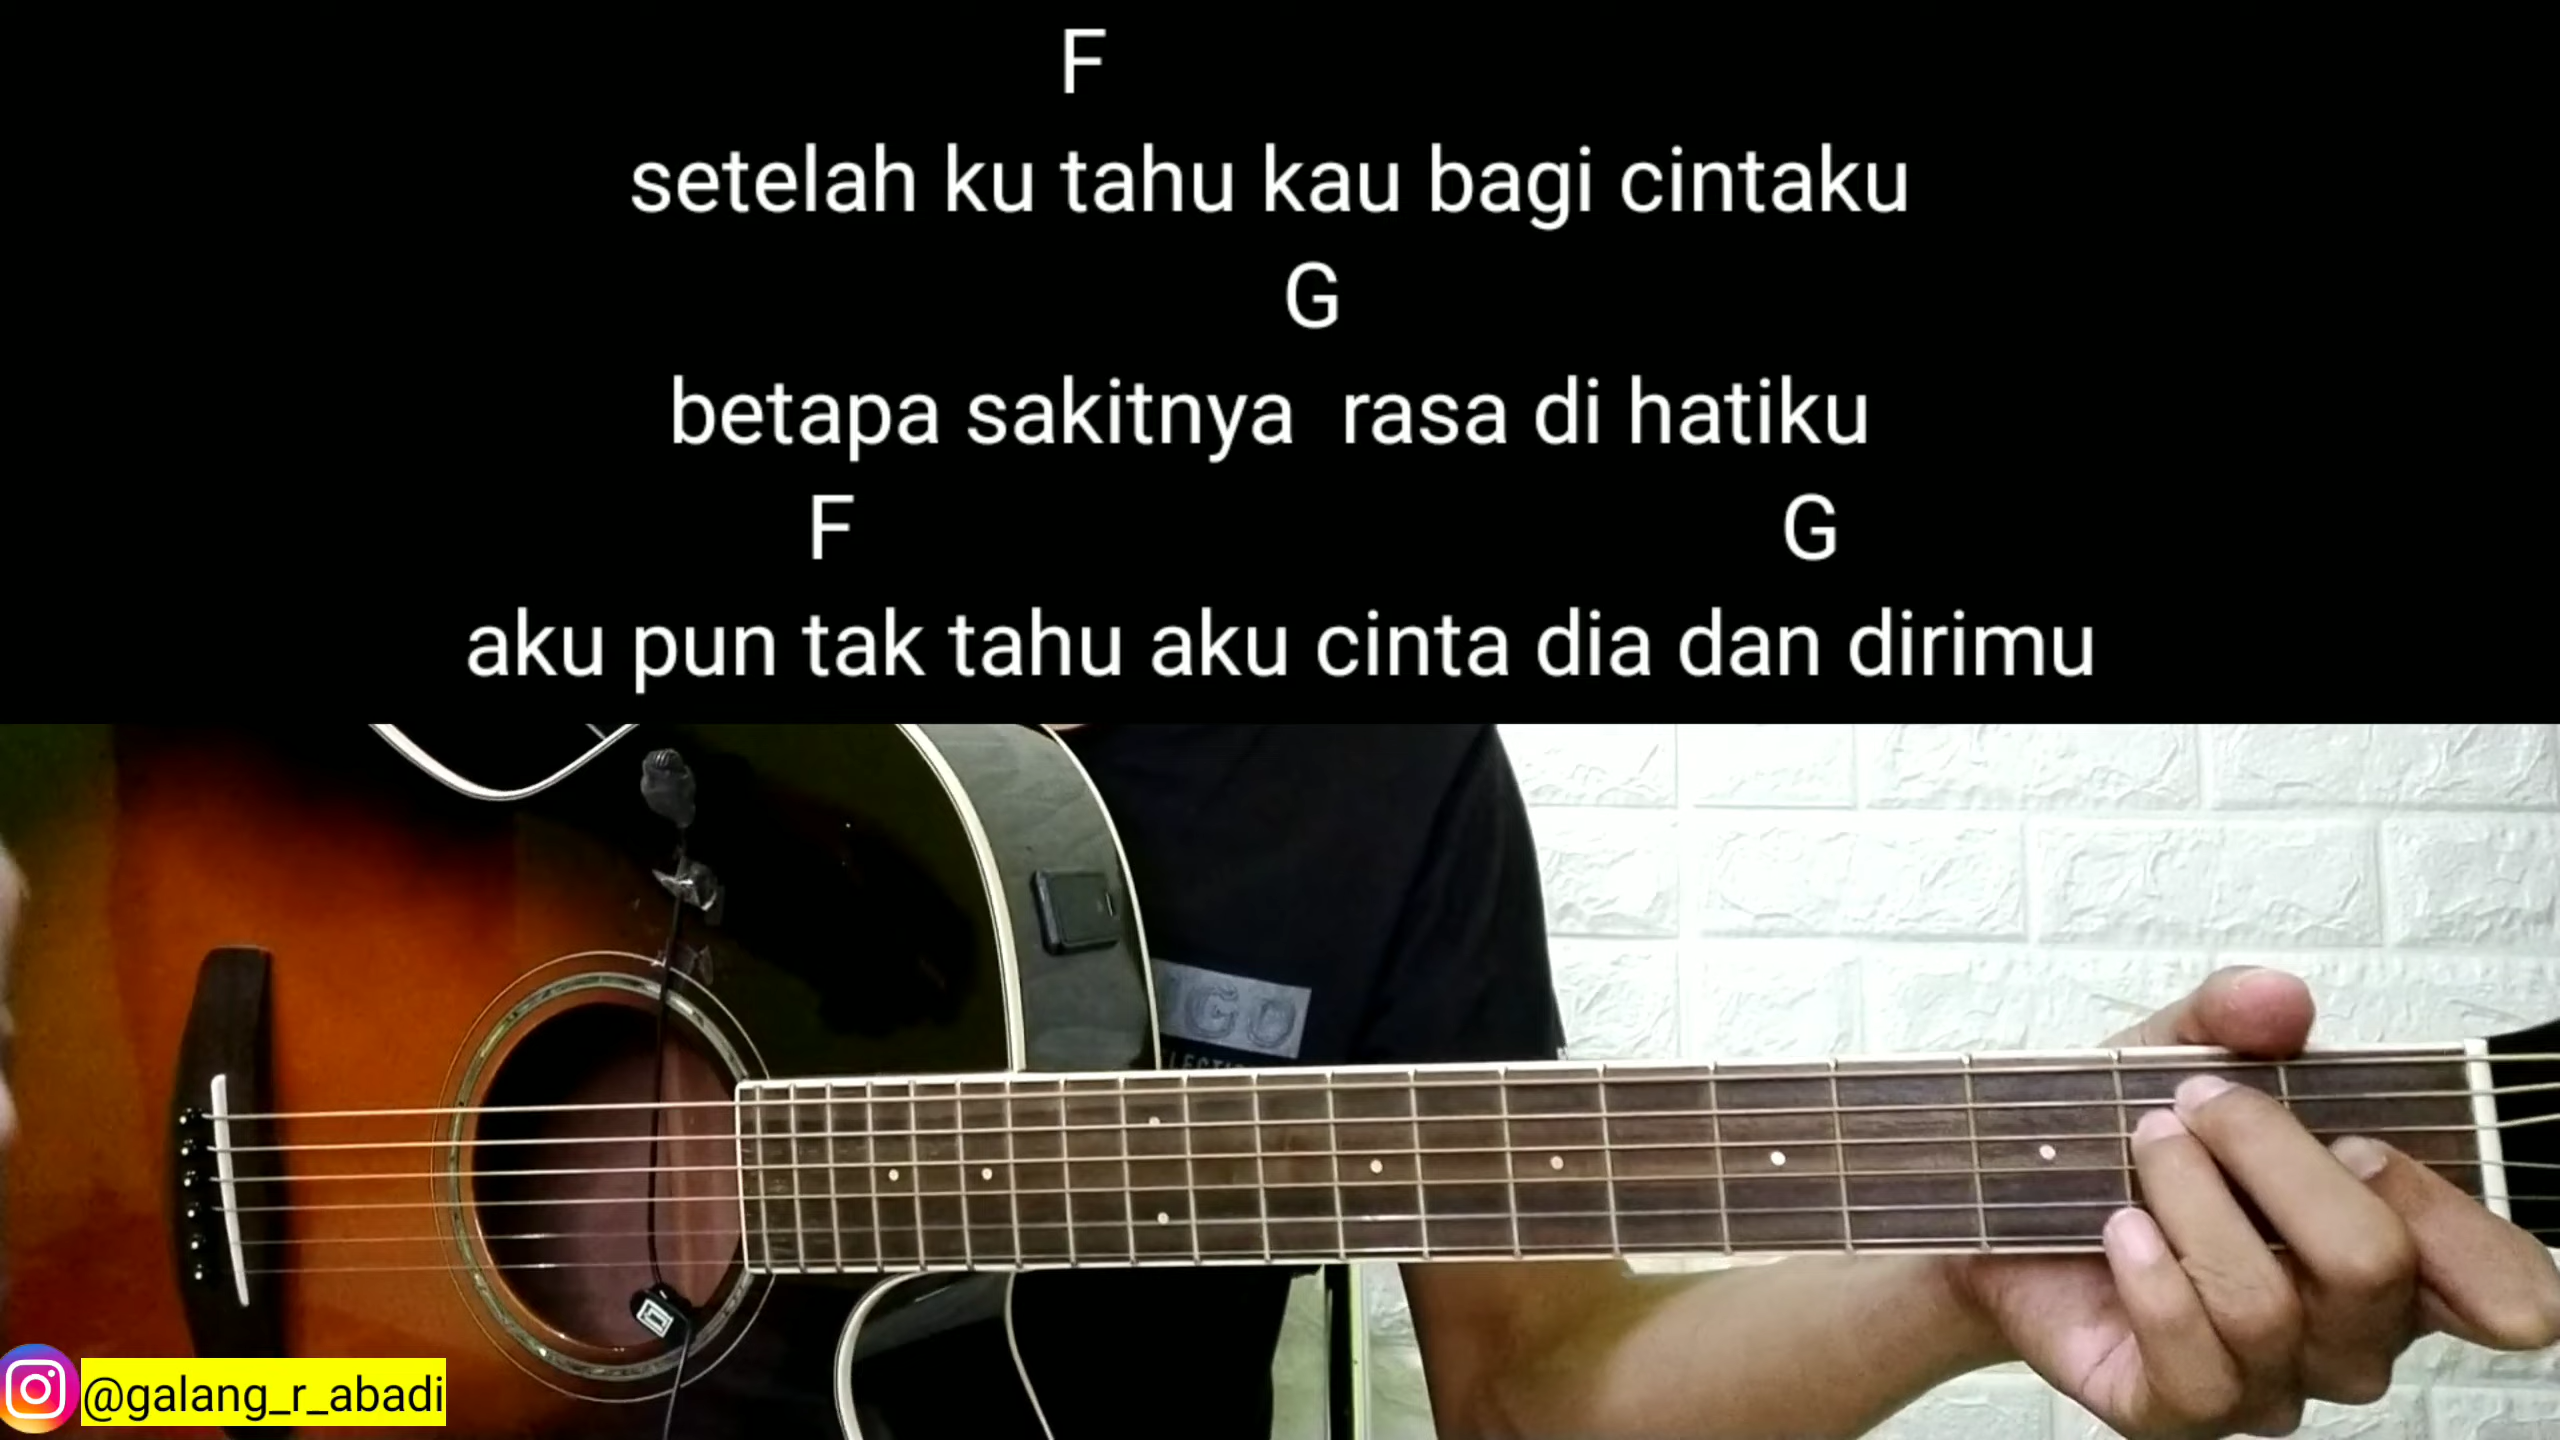 F
setelah ku tahu kau bagi cintaku
G
betapa sakitnya rasa di hatiku
F G
aku pun tak tahu aku cinta dia dan dirimu
@galang_r_abadi